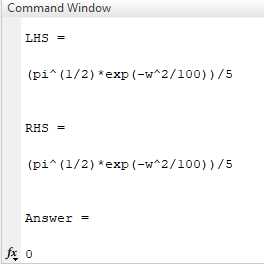 Command Window
LHS =
(pi^(1/2)*exp(-w^2/100))/5
RHS =
(pi^(1/2)*exp(-w^2/100))/5
Answer =
fx 0